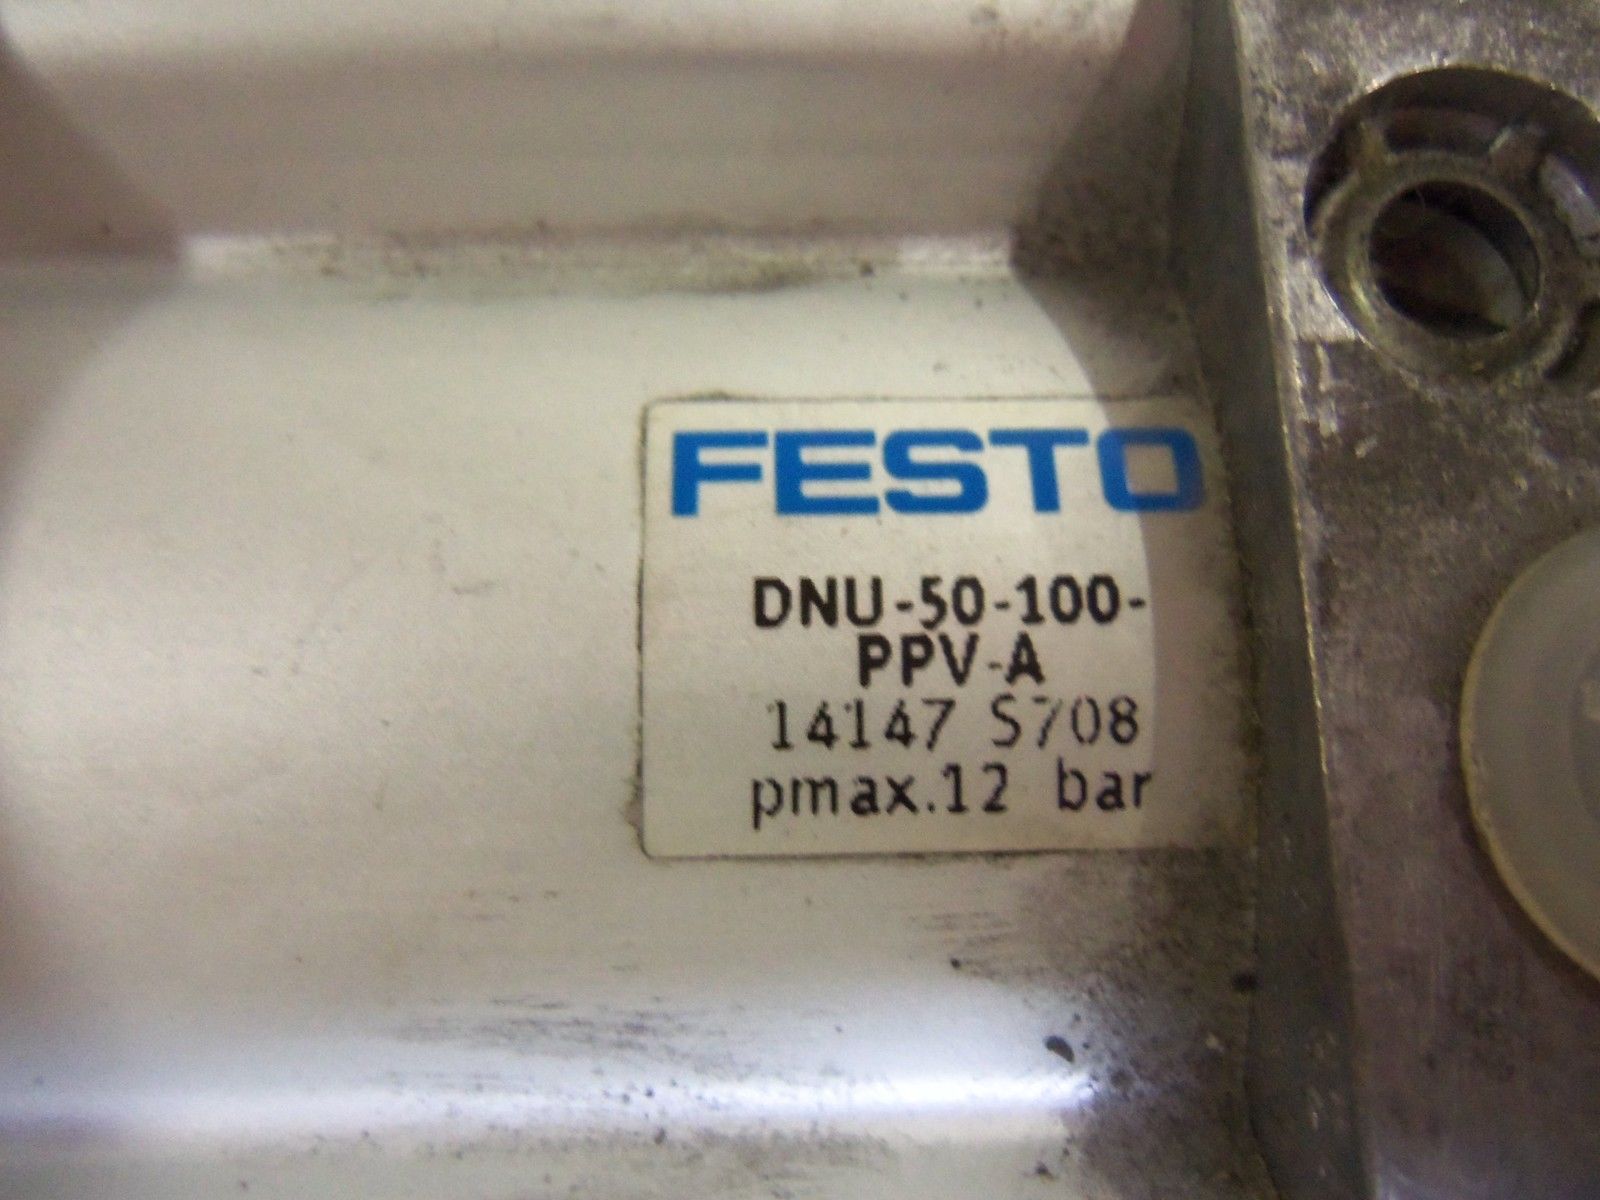 FESTO
DNU-50-100-
PPV-A
14147 S708
pmax.12 bar